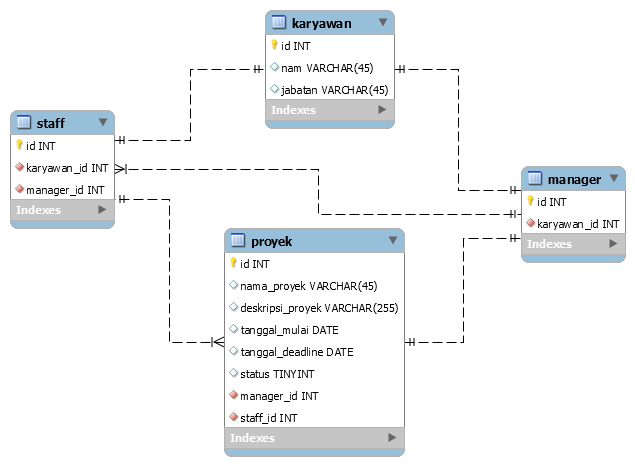 karyawan
id INT
nam VARCHAR(45)
jabatan VARCHAR(45)
Indexes
staff
id INT
karyawan_id INT
manager_id INT
Indexes
manager
id INT
karyawan_id INT
Indexes
proyek
id INT
nama_proyek VARCHAR(45)
deskripsi_proyek VARCHAR(255)
tanggal_mulai DATE
tanggal_deadline DATE
status TINYINT
manager_id INT
staff_id INT
Indexes